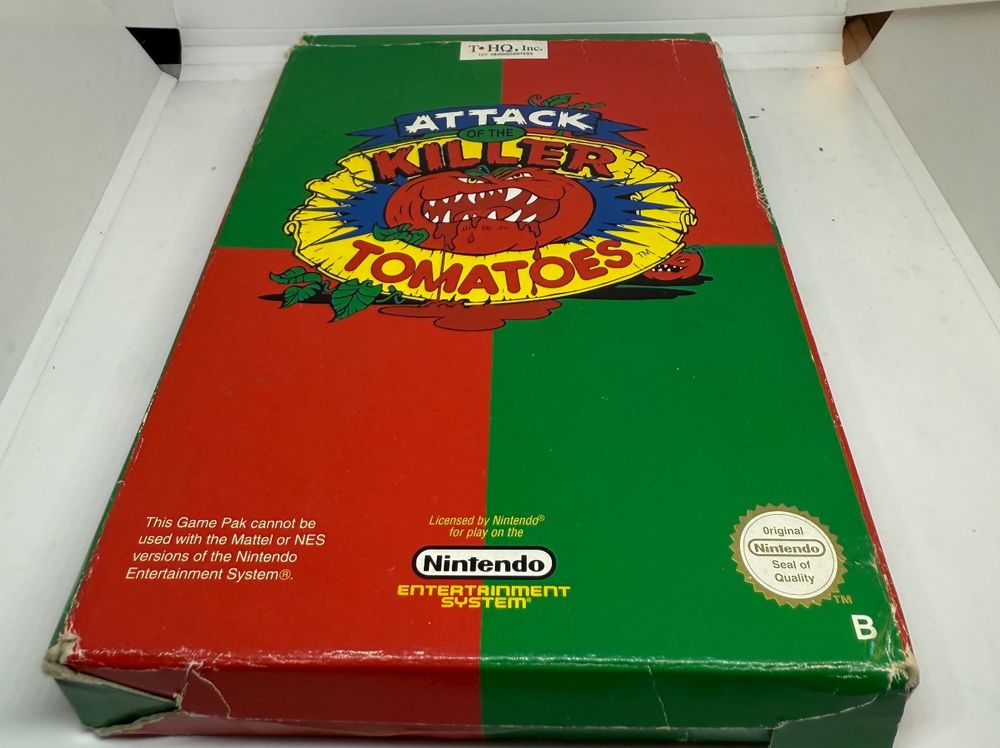 T•HQ, Inc.
TOY HEADQUARTERS
ATTACK
OF THE
KILLER
TOMATOES™
This Game Pak cannot be
used with the Mattel or NES
versions of the Nintendo
Entertainment System®.
Licensed by Nintendo®
for play on the
Nintendo
ENTERTAINMENT
SYSTEM®
Original
Nintendo
Seal of
Quality
TM
B